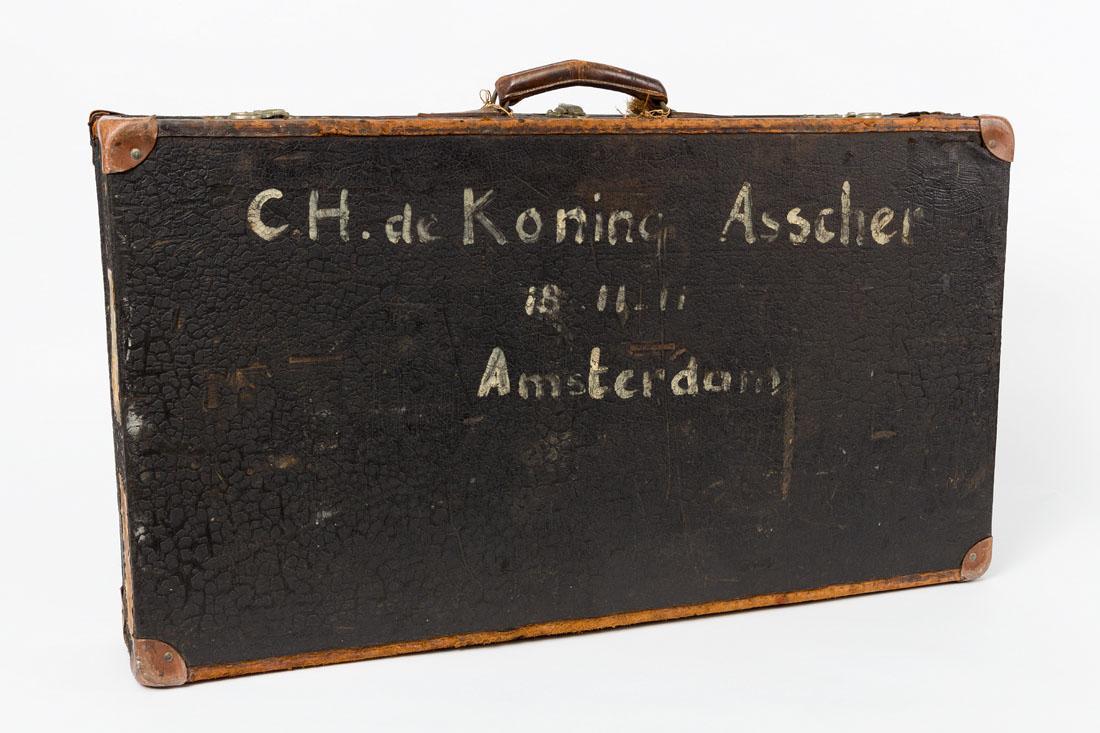 C.H. de Koning Asscher
18.11.11
Amsterdam